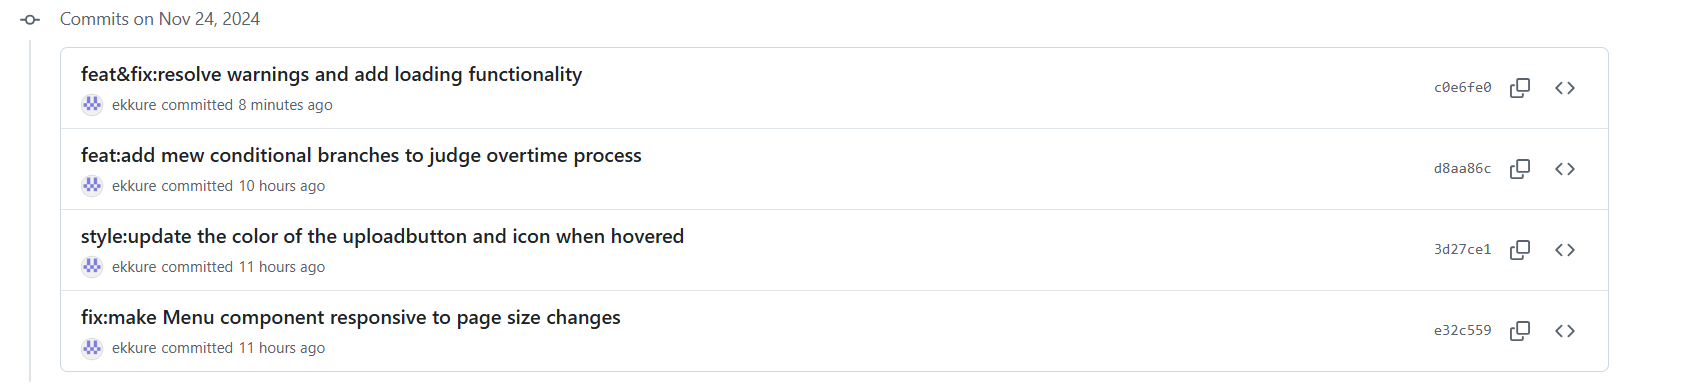 Commits on Nov 24, 2024
feat&fix:resolve warnings and add loading functionality
ekkure committed 8 minutes ago
c0e6fe0
feat:add mew conditional branches to judge overtime process
ekkure committed 10 hours ago
d8aa86c
style:update the color of the uploadbutton and icon when hovered
ekkure committed 11 hours ago
3d27ce1
fix:make Menu component responsive to page size changes
ekkure committed 11 hours ago
e32c559